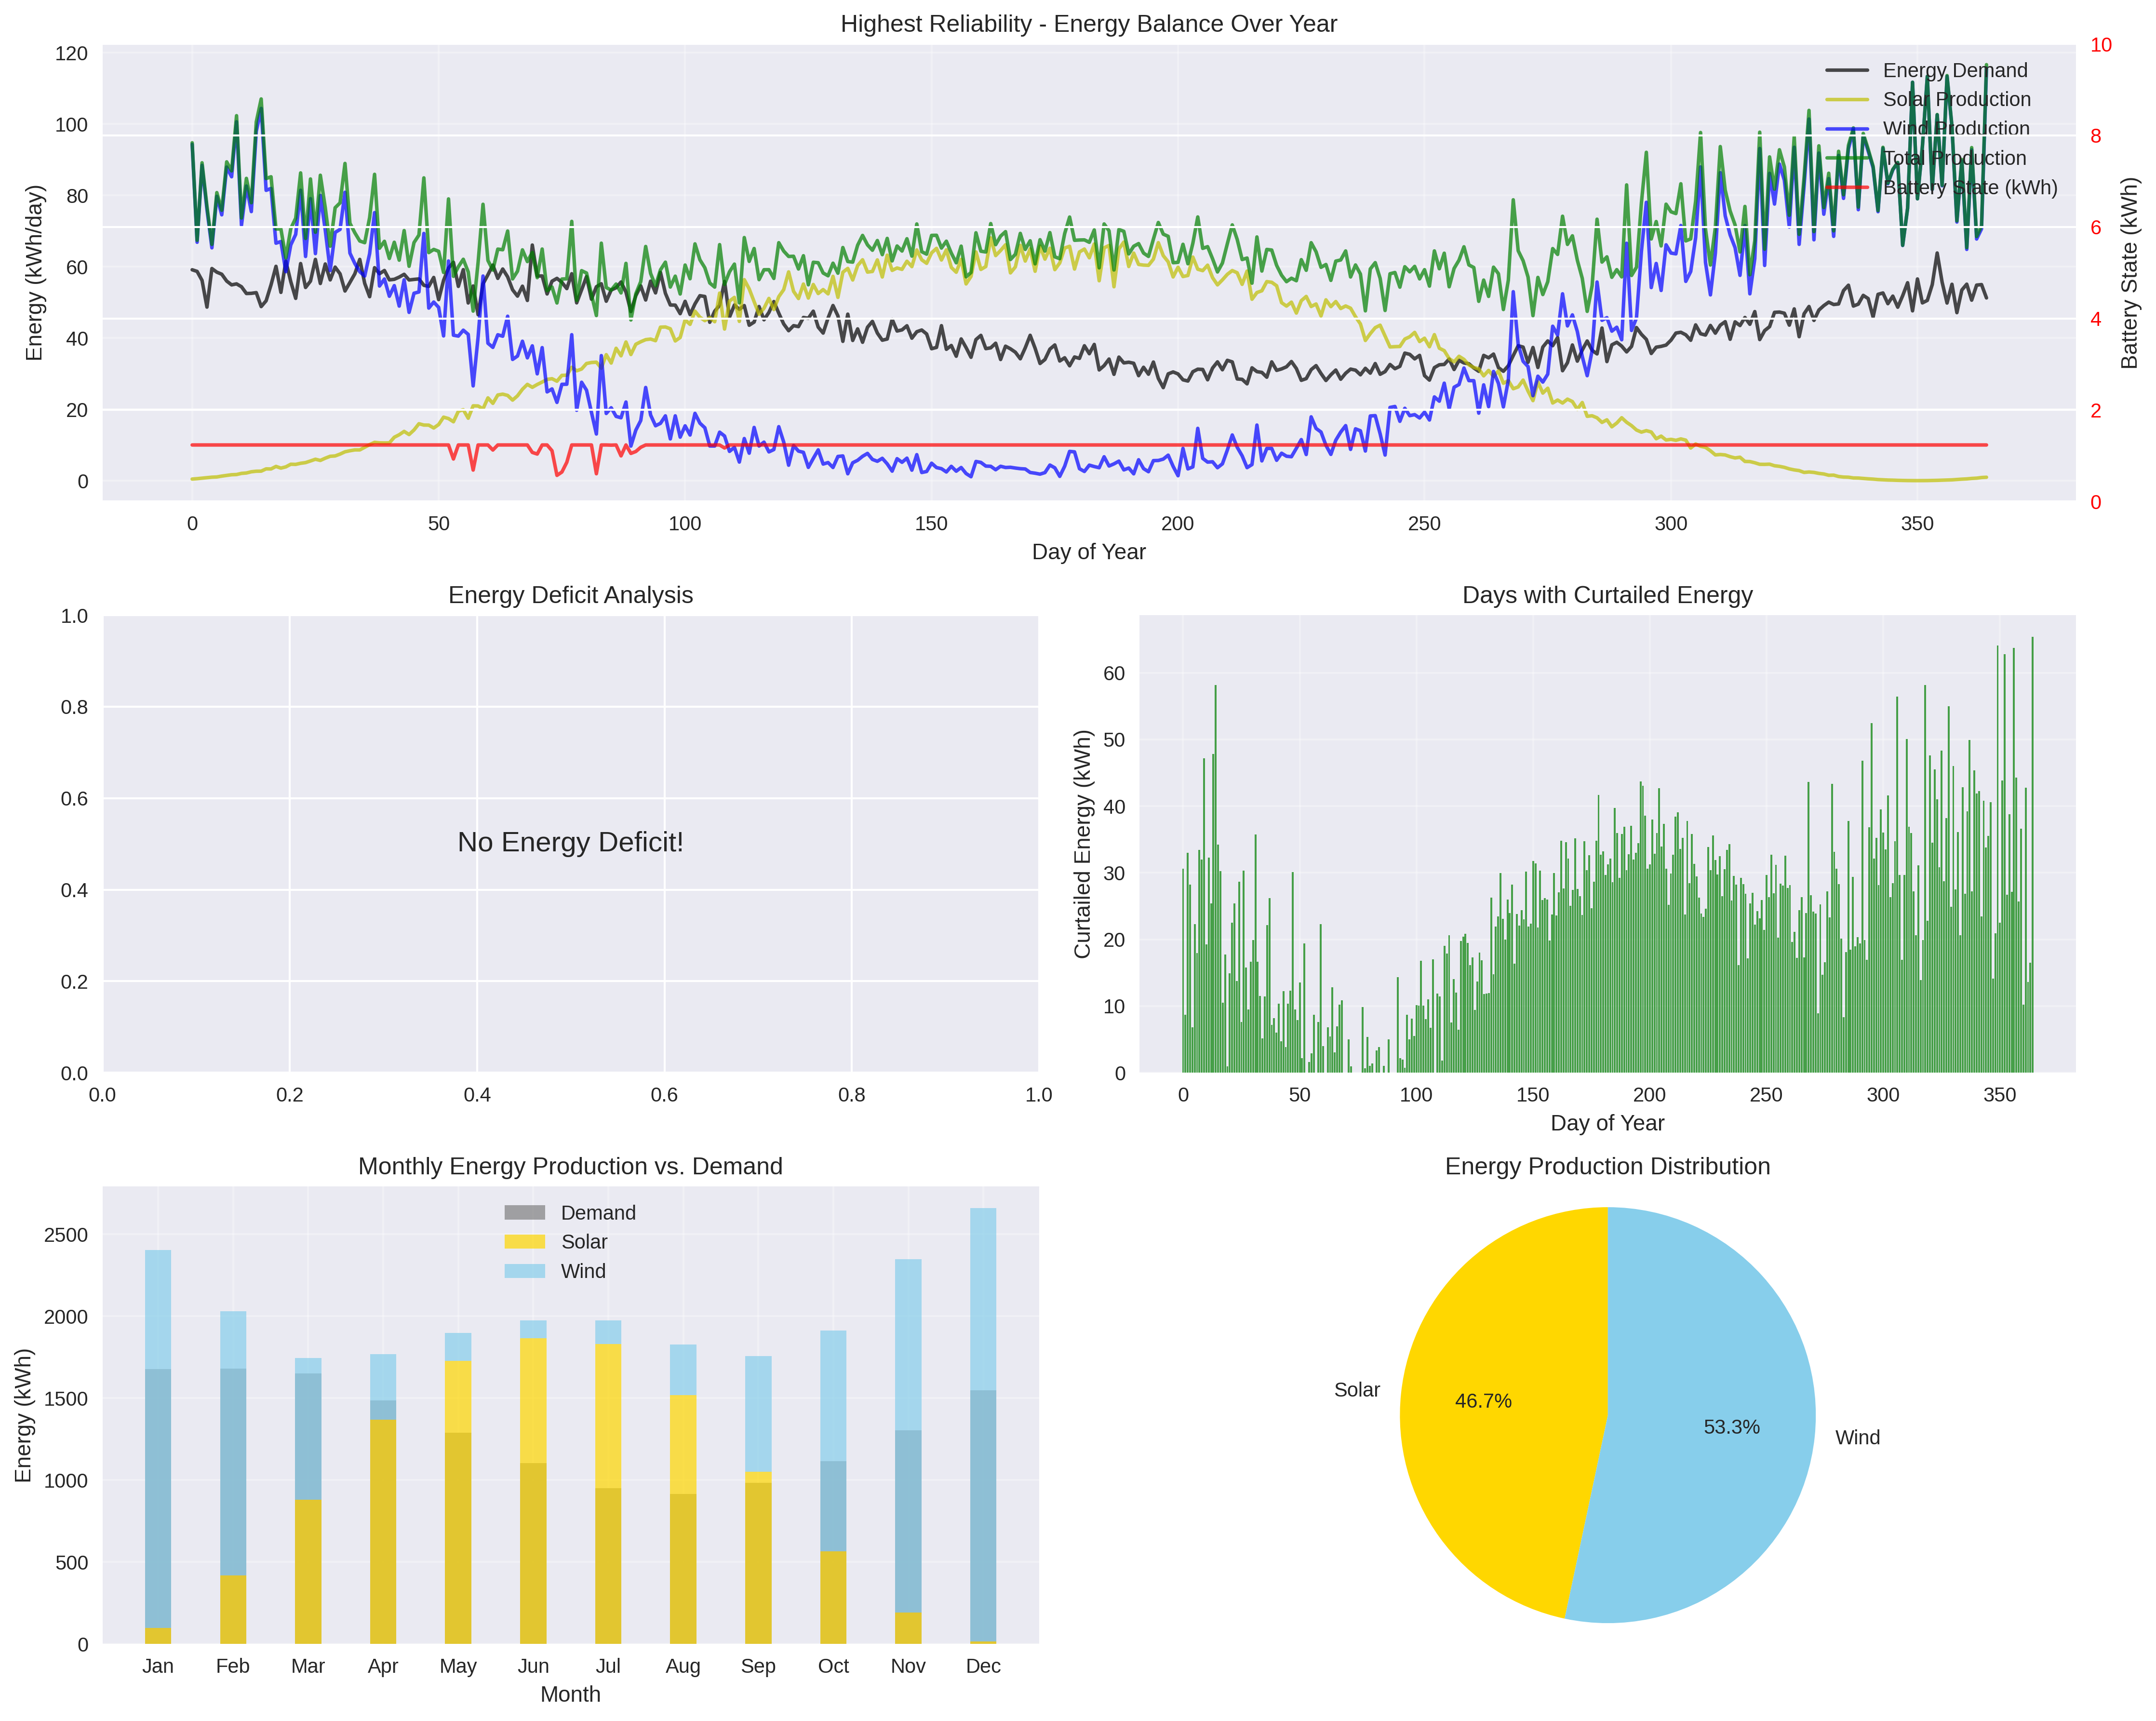 Highest Reliability - Energy Balance Over Year
120
100
80
60
40
20
0
Energy (kWh/day)
10
8
6
4
2
0
Battery State (kWh)
Energy Demand
Solar Production
Wind Production
Total Production
Battery State (kWh)
0 50 100 150 200 250 300 350
Day of Year
Energy Deficit Analysis
1.0
0.8
0.6
0.4
0.2
0.0
No Energy Deficit!
0.0 0.2 0.4 0.6 0.8 1.0
Days with Curtailed Energy
60
50
40
30
20
10
0
Curtailed Energy (kWh)
0 50 100 150 200 250 300 350
Day of Year
Monthly Energy Production vs. Demand
2500
2000
1500
1000
500
0
Energy (kWh)
Demand
Solar
Wind
Jan Feb Mar Apr May Jun Jul Aug Sep Oct Nov Dec
Month
Energy Production Distribution
Solar
46.7%
53.3%
Wind